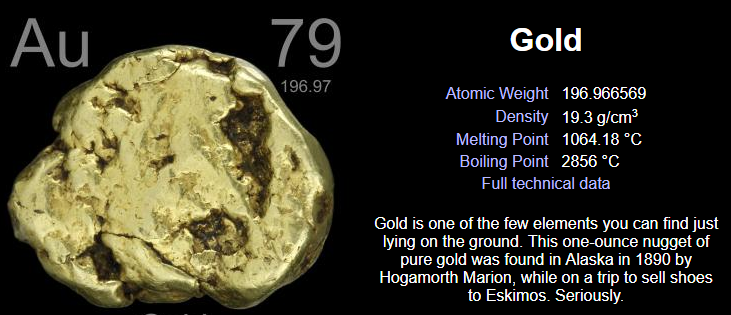 Au
79
196.97
Gold
Atomic Weight 196.966569
Density 19.3 g/cm³
Melting Point 1064.18 °C
Boiling Point 2856 °C
Full technical data
Gold is one of the few elements you can find just
lying on the ground. This one-ounce nugget of
pure gold was found in Alaska in 1890 by
Hogamorth Marion, while on a trip to sell shoes
to Eskimos. Seriously.